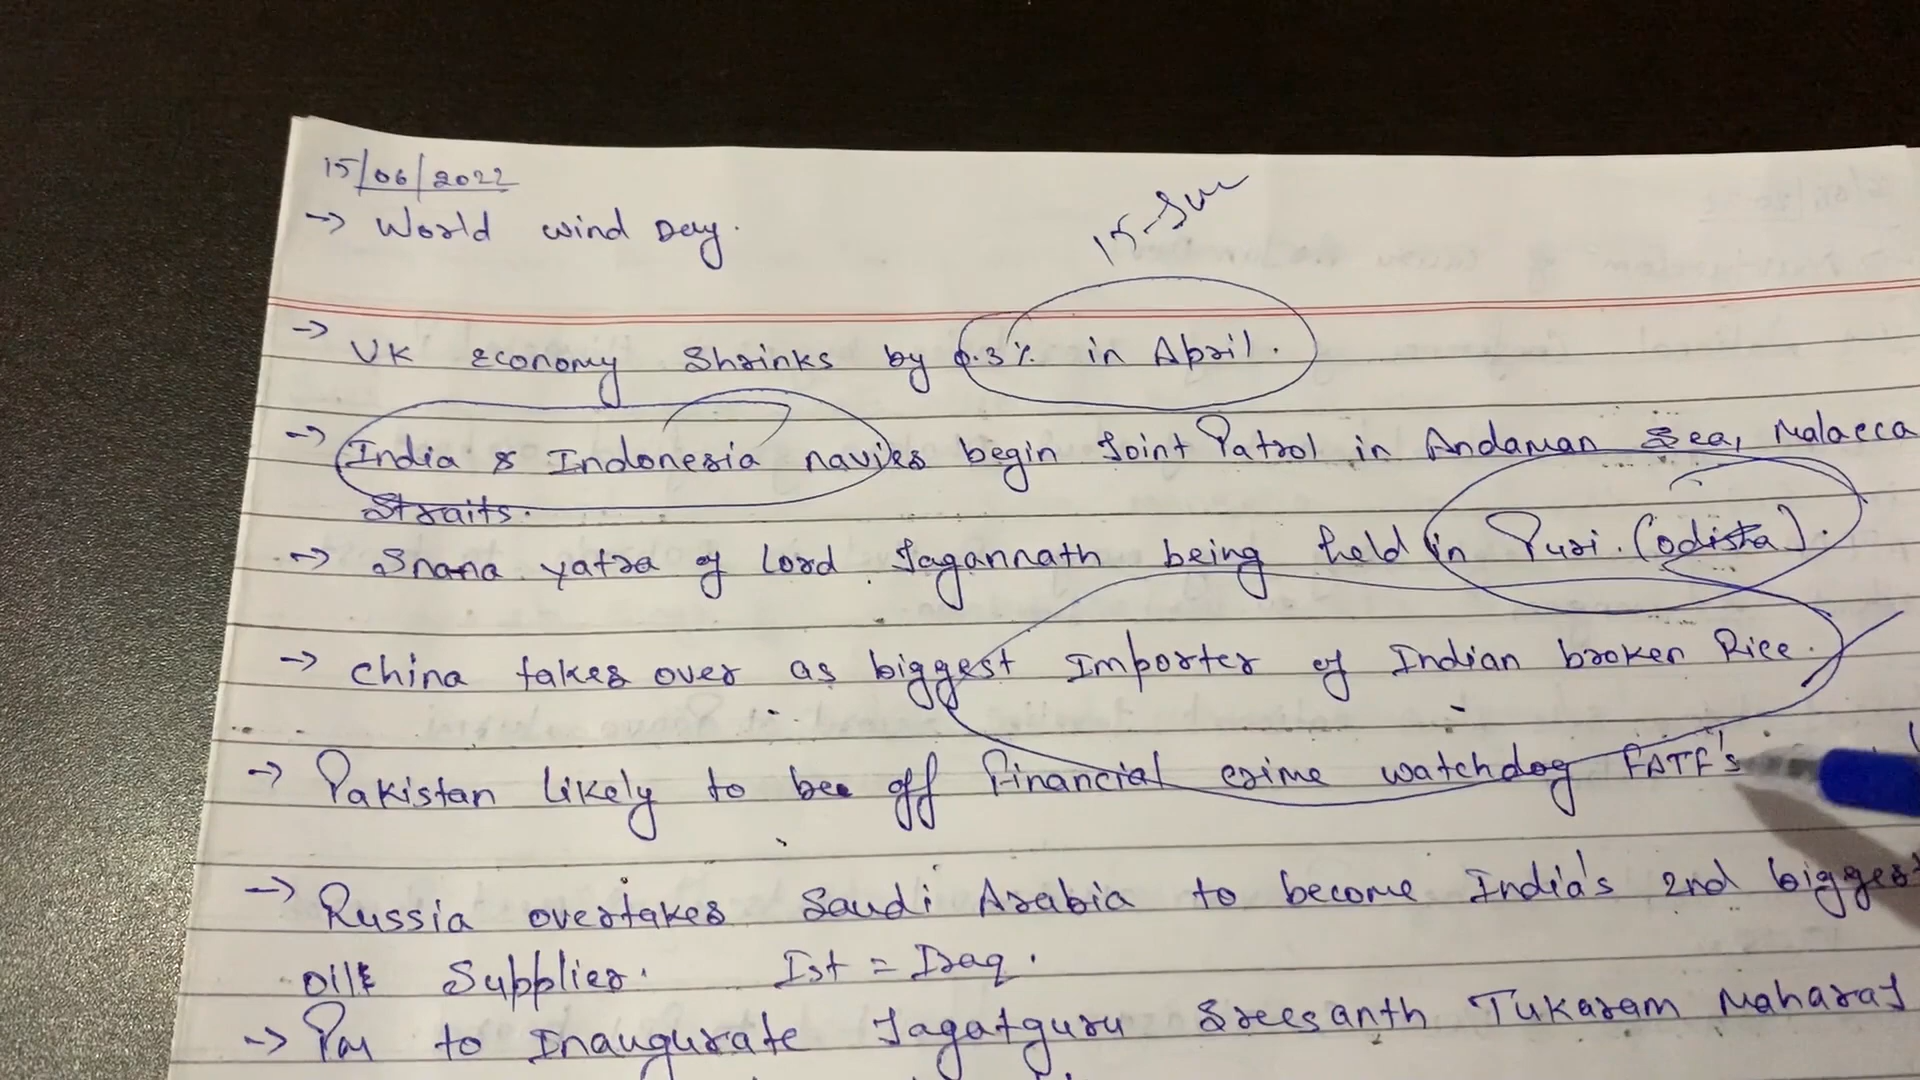 15/06/2022
→ World wind Day.
15-Jun
→ UK economy Shrinks by 0.3% in April.
→ India & Indonesia navies begin Joint Patrol in Andaman Sea, Malacca
Straits.
→ Snana yatra of Lord Jagannath being held in Puri. (odisha).
→ China takes over as biggest Importer of Indian broken Rice.
→ Pakistan likely to be off Financial crime watchdog FATF's
→ Russia overtakes Saudi Arabia to become India's 2nd biggest
oil Supplier. Ist = Iraq.
→ PM to Inaugurate Jagatguru Sreesanth Tukaram Maharaj